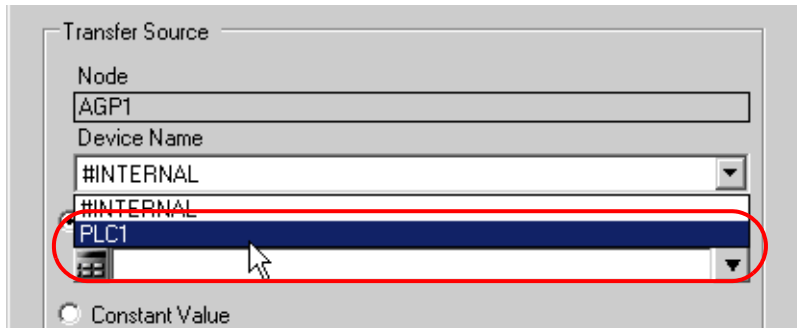 Transfer Source
Node
AGP1
Device Name
#INTERNAL
#INTERNAL
PLC1
Constant Value